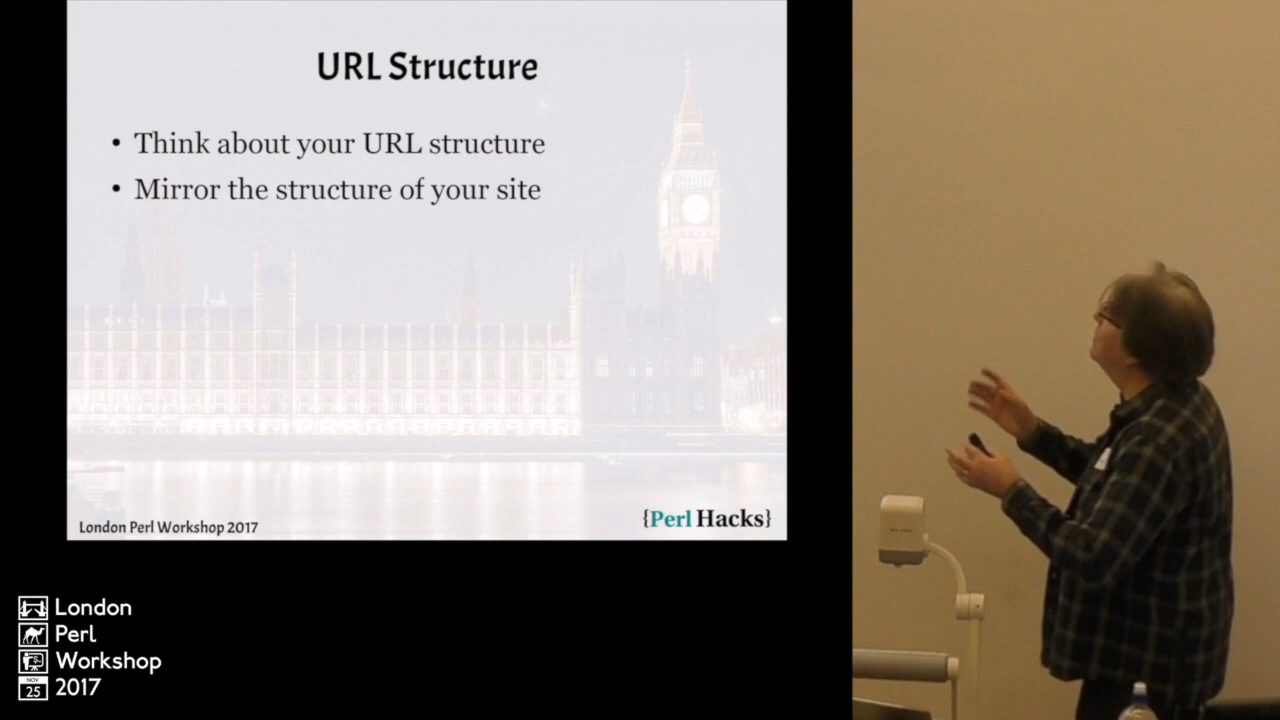 URL Structure
• Think about your URL structure
• Mirror the structure of your site
London Perl Workshop 2017
{Perl Hacks}
London
Perl
Workshop
NOV
25
2017